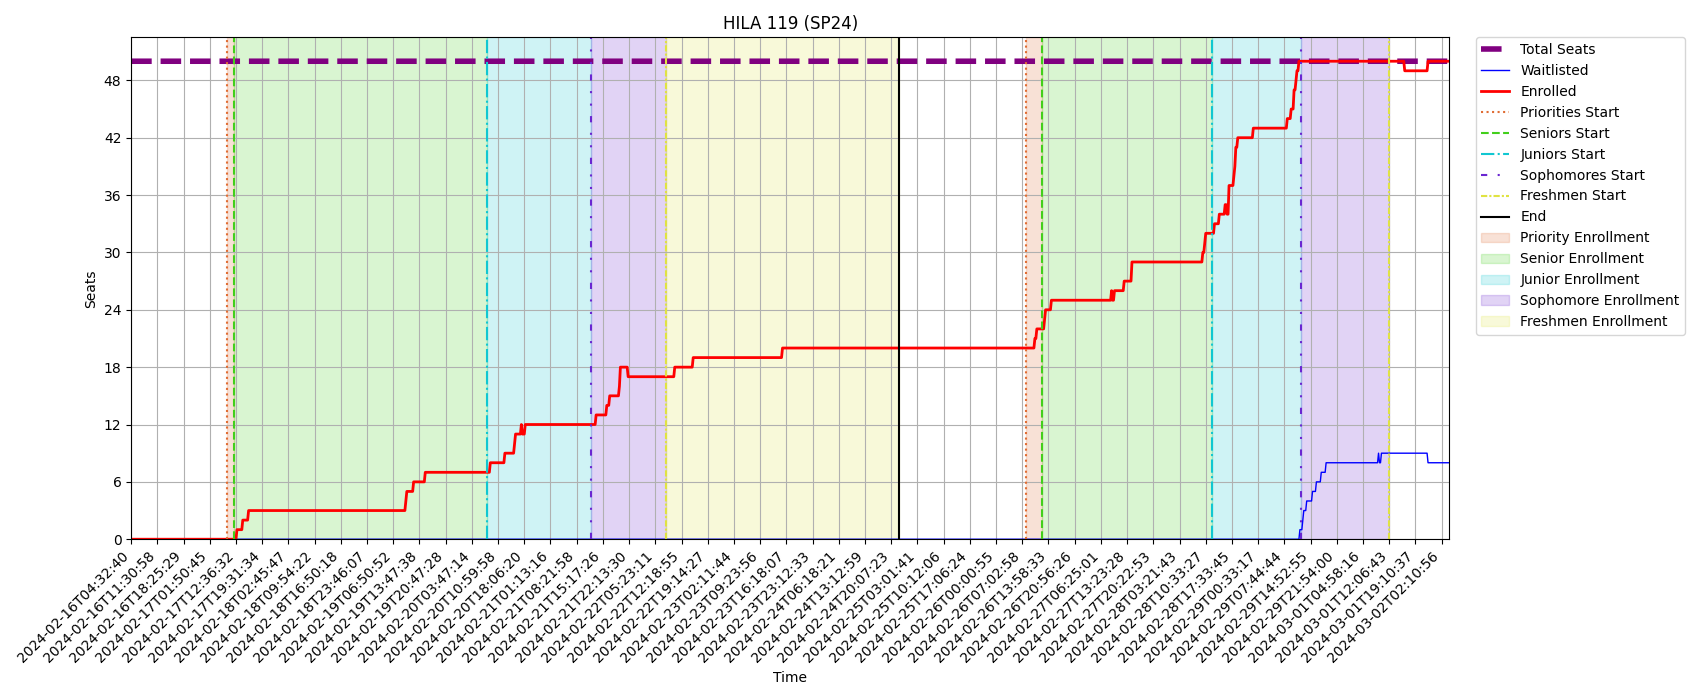 HILA 119 (SP24)
Total Seats
Waitlisted
Enrolled
Priorities Start
Seniors Start
Juniors Start
Sophomores Start
Freshmen Start
End
Priority Enrollment
Senior Enrollment
Junior Enrollment
Sophomore Enrollment
Freshmen Enrollment
Seats
48
42
36
30
24
18
12
6
0
2024-02-16T04:32:40
2024-02-16T11:30:58
2024-02-16T18:25:29
2024-02-17T01:50:45
2024-02-17T12:36:32
2024-02-17T19:31:34
2024-02-18T02:45:47
2024-02-18T09:54:22
2024-02-18T16:50:18
2024-02-18T23:46:07
2024-02-19T06:50:52
2024-02-19T13:47:38
2024-02-19T20:47:28
2024-02-20T03:47:14
2024-02-20T10:59:58
2024-02-20T18:06:20
2024-02-21T01:13:16
2024-02-21T08:21:58
2024-02-21T15:17:26
2024-02-21T22:13:30
2024-02-22T05:23:11
2024-02-22T12:18:55
2024-02-22T19:14:27
2024-02-23T02:11:44
2024-02-23T09:23:56
2024-02-23T16:18:07
2024-02-23T23:12:33
2024-02-24T06:18:21
2024-02-24T13:12:59
2024-02-24T20:07:23
2024-02-25T03:01:41
2024-02-25T10:12:06
2024-02-25T17:06:24
2024-02-26T00:00:55
2024-02-26T07:02:58
2024-02-26T13:58:33
2024-02-26T20:56:26
2024-02-27T06:25:01
2024-02-27T13:23:28
2024-02-27T20:22:53
2024-02-28T03:21:43
2024-02-28T10:33:27
2024-02-28T17:33:45
2024-02-29T00:33:17
2024-02-29T07:44:44
2024-02-29T14:52:55
2024-02-29T21:54:00
2024-03-01T04:58:16
2024-03-01T12:06:43
2024-03-01T19:10:37
2024-03-02T02:10:56
Time